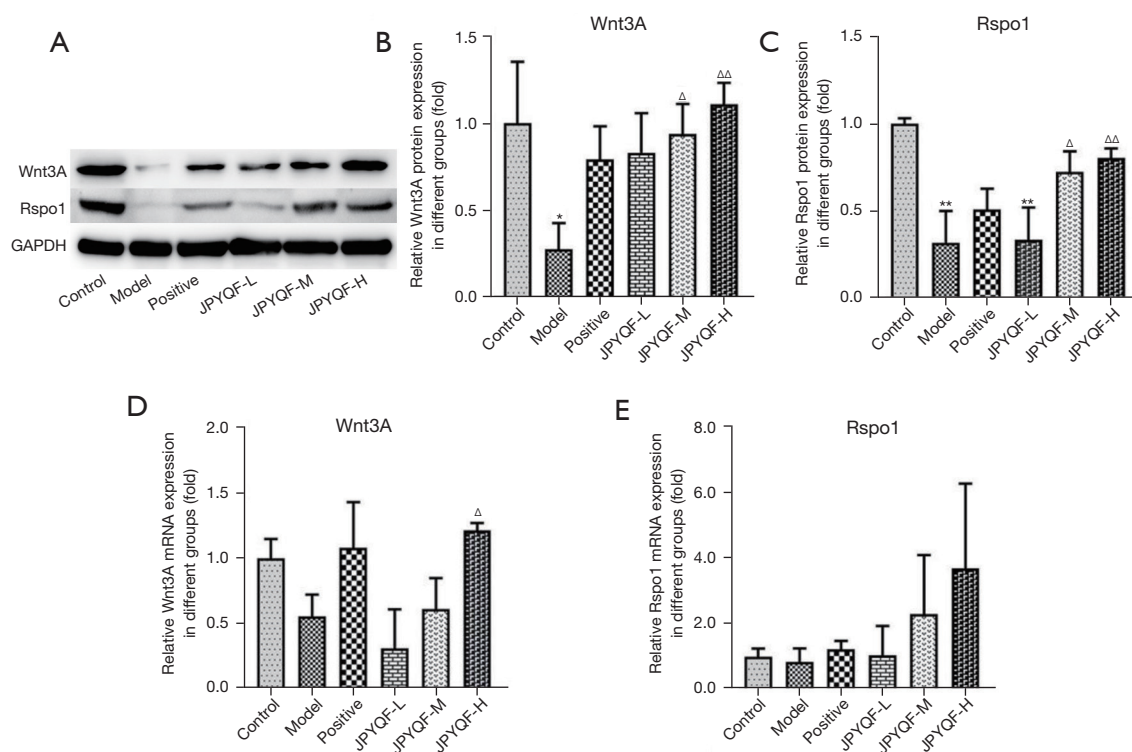 A
Wnt3A
Rspo1
GAPDH
Control
Model
Positive
JPYQF-L
JPYQF-M
JPYQF-H
B
Wnt3A
Relative Wnt3A protein expression
in different groups (fold)
1.5
1.0
0.5
0.0
*
Δ
ΔΔ
Control
Model
Positive
JPYQF-L
JPYQF-M
JPYQF-H
C
Rspo1
Relative Rspo1 protein expression
in different groups (fold)
1.5
1.0
0.5
0.0
**
**
Δ
ΔΔ
Control
Model
Positive
JPYQF-L
JPYQF-M
JPYQF-H
D
Wnt3A
Relative Wnt3A mRNA expression
in different groups (fold)
2.0
1.5
1.0
0.5
0.0
Δ
Control
Model
Positive
JPYQF-L
JPYQF-M
JPYQF-H
E
Rspo1
Relative Rspo1 mRNA expression
in different groups (fold)
8.0
6.0
4.0
2.0
0.0
Control
Model
Positive
JPYQF-L
JPYQF-M
JPYQF-H